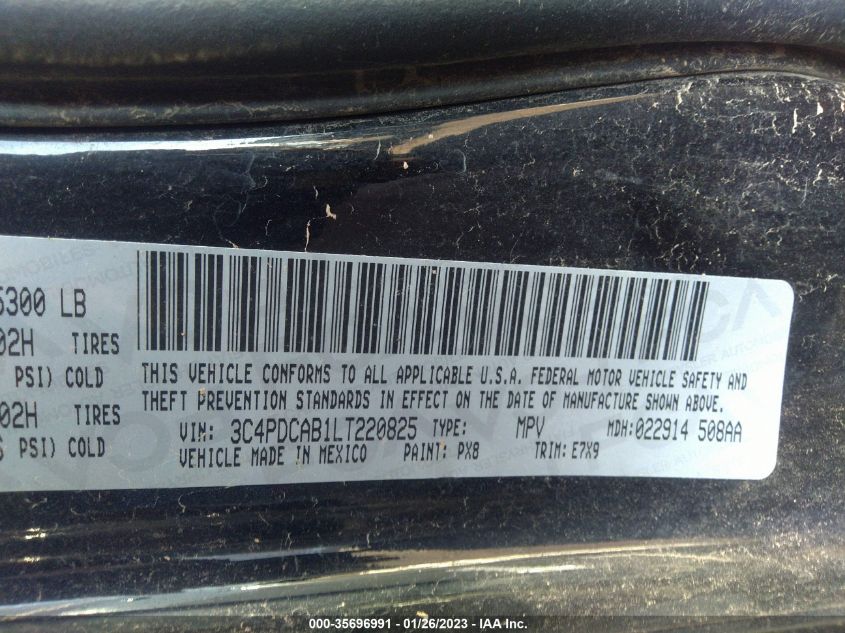 5300 LB
02H TIRES
PSI) COLD
02H TIRES
PSI) COLD
THIS VEHICLE CONFORMS TO ALL APPLICABLE U.S.A. FEDERAL MOTOR VEHICLE SAFETY AND
THEFT PREVENTION STANDARDS IN EFFECT ON THE DATE OF MANUFACTURE SHOWN ABOVE.
VIN: 3C4PDCAB1LT220825 TYPE: MPV MDH: 022914 508AA
VEHICLE MADE IN MEXICO PAINT: PX8 TRIM: E7X9
000-35696991 - 01/26/2023 - IAA Inc.